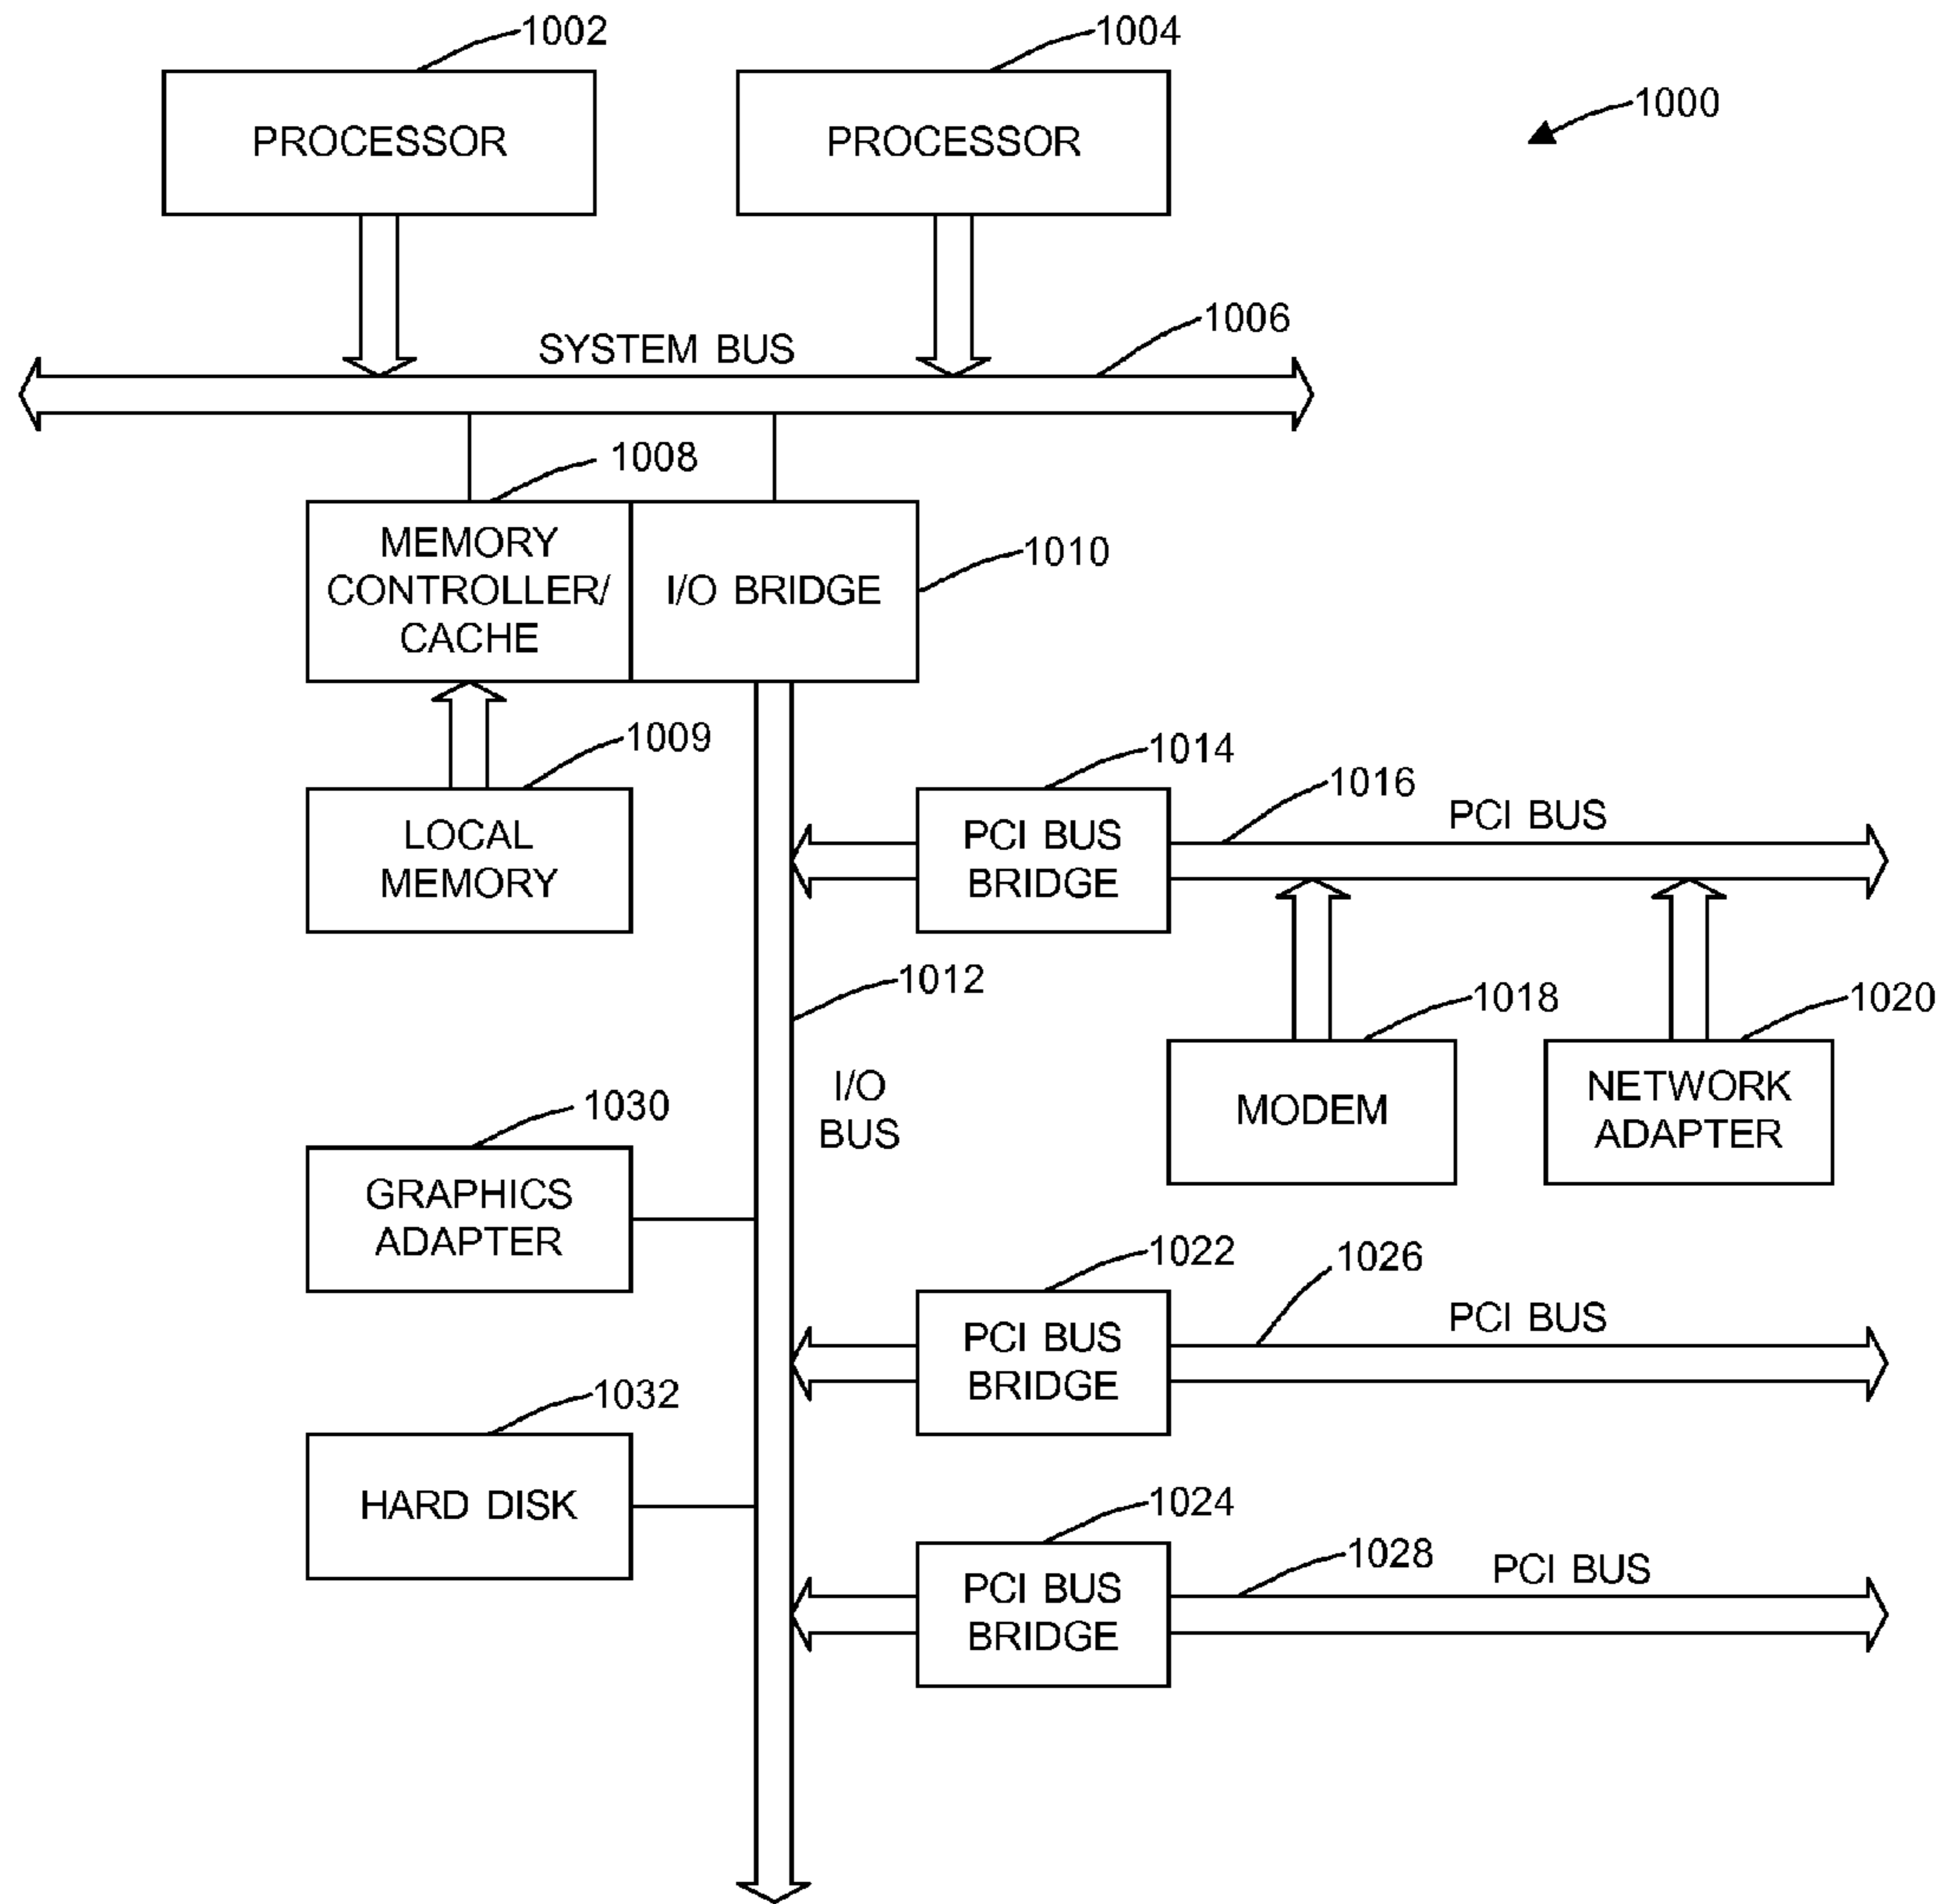 1002
1004
1000
PROCESSOR
PROCESSOR
SYSTEM BUS
1006
1008
MEMORY
CONTROLLER/
CACHE
I/O BRIDGE
1010
1009
LOCAL
MEMORY
1014
PCI BUS
BRIDGE
1016
PCI BUS
1012
1018
1020
I/O
BUS
MODEM
NETWORK
ADAPTER
1030
GRAPHICS
ADAPTER
1022
PCI BUS
BRIDGE
1026
PCI BUS
1032
HARD DISK
1024
PCI BUS
BRIDGE
1028
PCI BUS